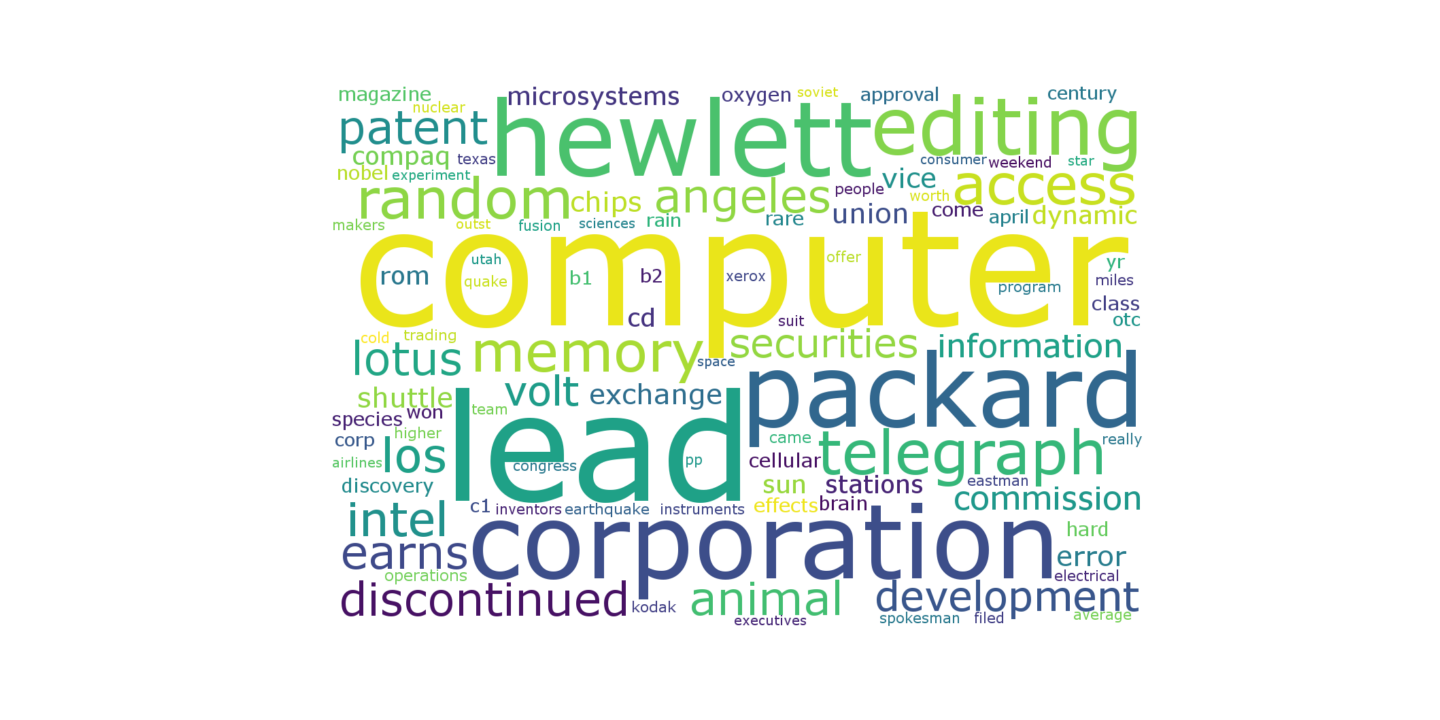 magazine microsystems oxygen soviet approval century
nuclear
patent hewlett editing
compaq texas consumer weekend star
nobel experiment vice access
random chips angeles people worth
makers outst fusion sciences rain rare union come april dynamic
computer
utah offer yr
rom quake b1 b2 xerox program miles
class
cd suit otc
cold trading
lotus memory securities information
space
shuttle volt exchange packard
species won team lead
corp higher came telegraph really
airlines los congress pp cellular
discovery sun stations eastman
c1 inventors earthquake instruments effects brain commission
intel corporation hard
earns error
operations electrical
discontinued kodak animal development
executives spokesman filed average